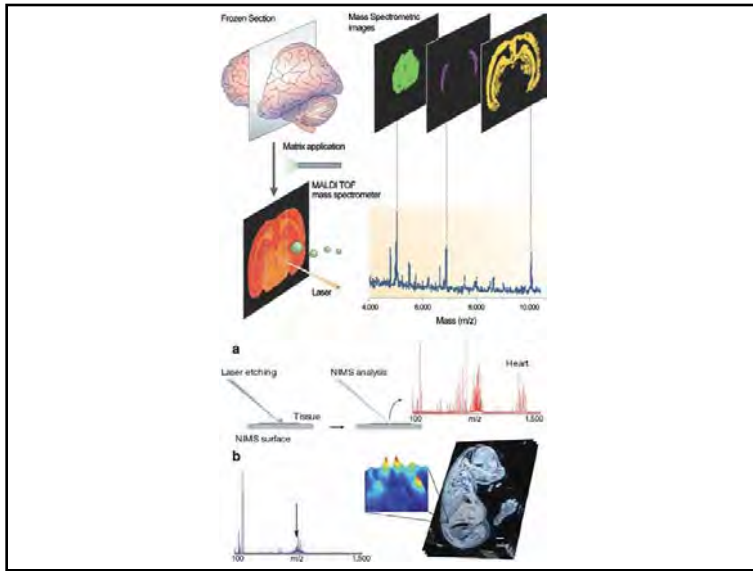 Frozen Section
Mass Spectrometric
images
Matrix application
MALDI TOF
mass spectrometer
Laser
4,000 6,000 8,000 10,000
Mass (m/z)
a
Laser etching
NIMS analysis
Heart
Tissue
NIMS surface
100 m/z 1,500
b
100 m/z 1,500